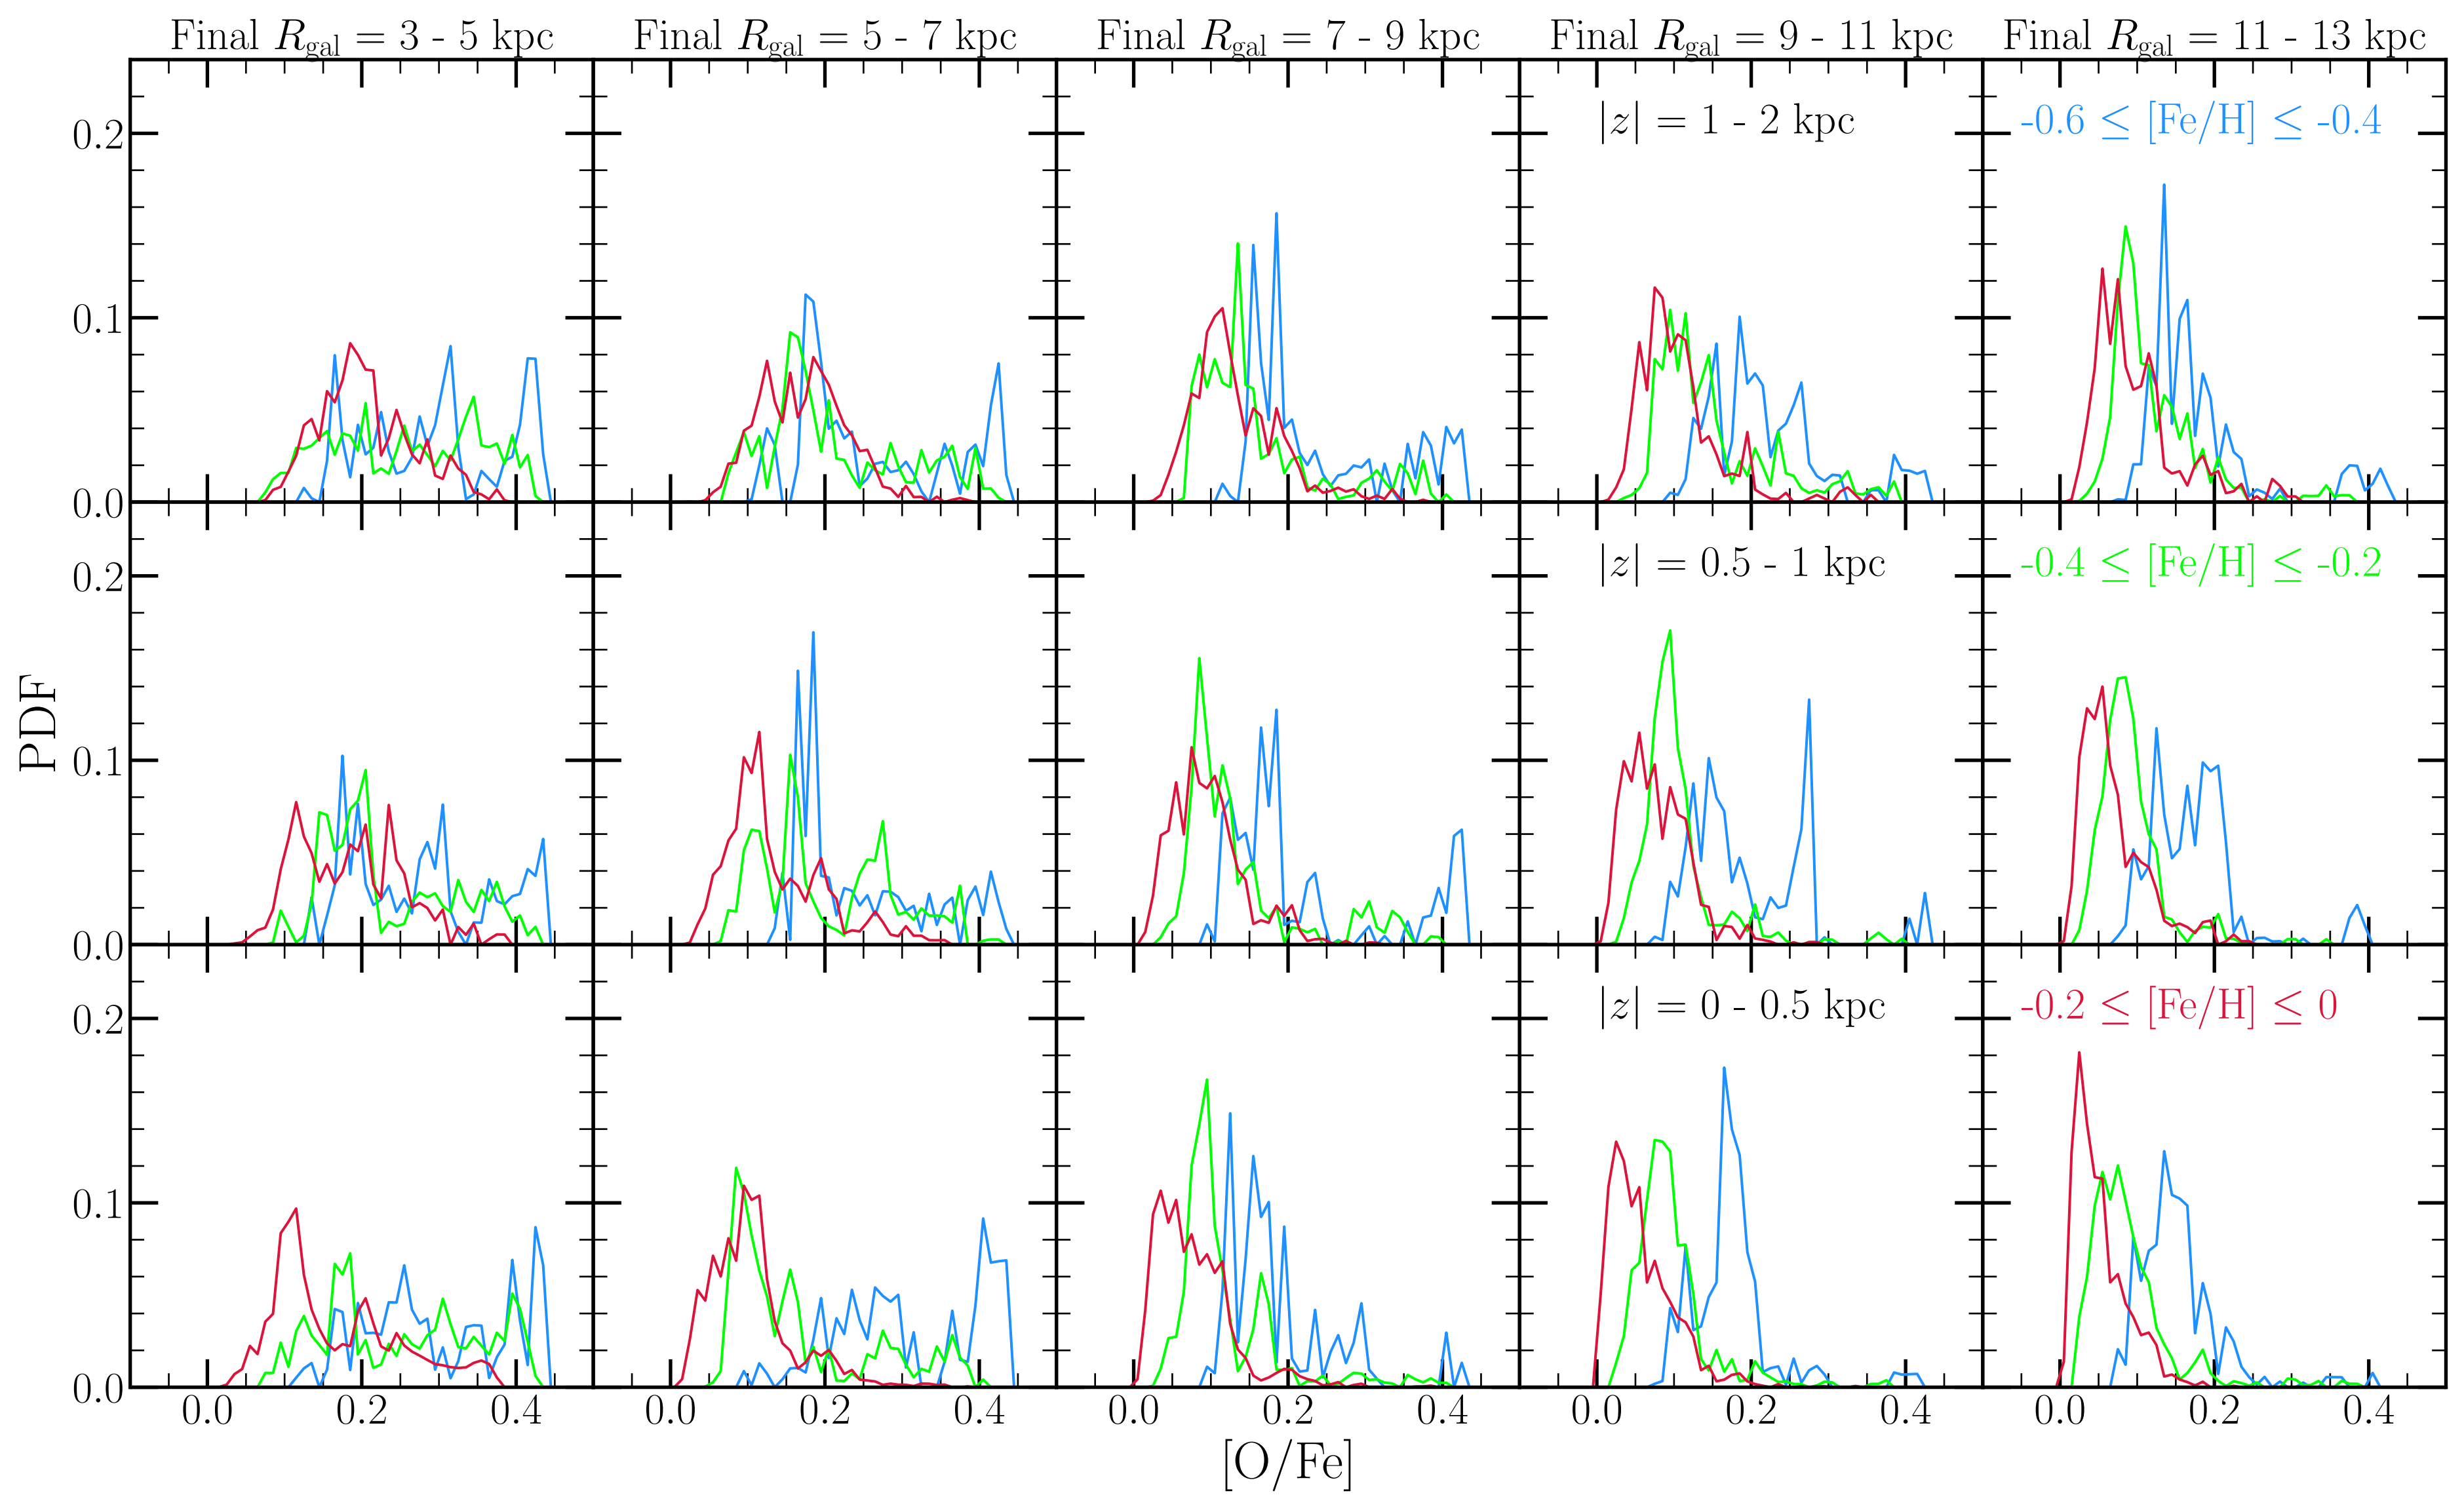 Final R_gal = 3 - 5 kpc
Final R_gal = 5 - 7 kpc
Final R_gal = 7 - 9 kpc
Final R_gal = 9 - 11 kpc
Final R_gal = 11 - 13 kpc
|z| = 1 - 2 kpc
-0.6 ≤ [Fe/H] ≤ -0.4
0.2
0.1
0.0
|z| = 0.5 - 1 kpc
-0.4 ≤ [Fe/H] ≤ -0.2
0.2
0.1
0.0
PDF
|z| = 0 - 0.5 kpc
-0.2 ≤ [Fe/H] ≤ 0
0.2
0.1
0.0
0.0 0.2 0.4
0.0 0.2 0.4
0.0 0.2 0.4
0.0 0.2 0.4
0.0 0.2 0.4
[O/Fe]